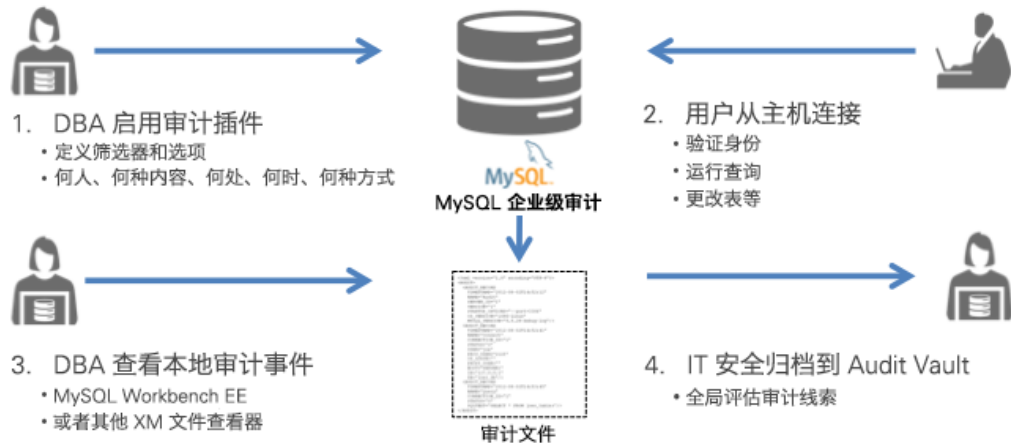 1. DBA 启用审计插件
• 定义筛选器和选项
• 何人、何种内容、何处、何时、何种方式
MySQL
MySQL 企业级审计
2. 用户从主机连接
• 验证身份
• 运行查询
• 更改表等
3. DBA 查看本地审计事件
• MySQL Workbench EE
• 或者其他 XM 文件查看器
审计文件
4. IT 安全归档到 Audit Vault
• 全局评估审计线索